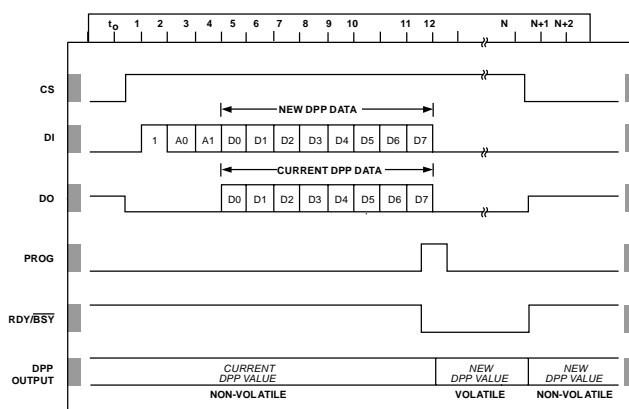 to 1 2 3 4 5 6 7 8 9 10 11 12 N N+1 N+2
CS
NEW DPP DATA
DI 1 A0 A1 D0 D1 D2 D3 D4 D5 D6 D7
CURRENT DPP DATA
DO D0 D1 D2 D3 D4 D5 D6 D7
PROG
RDY/BSY
DPP OUTPUT
CURRENT DPP VALUE
NON-VOLATILE
NEW DPP VALUE
VOLATILE
NEW DPP VALUE
NON-VOLATILE